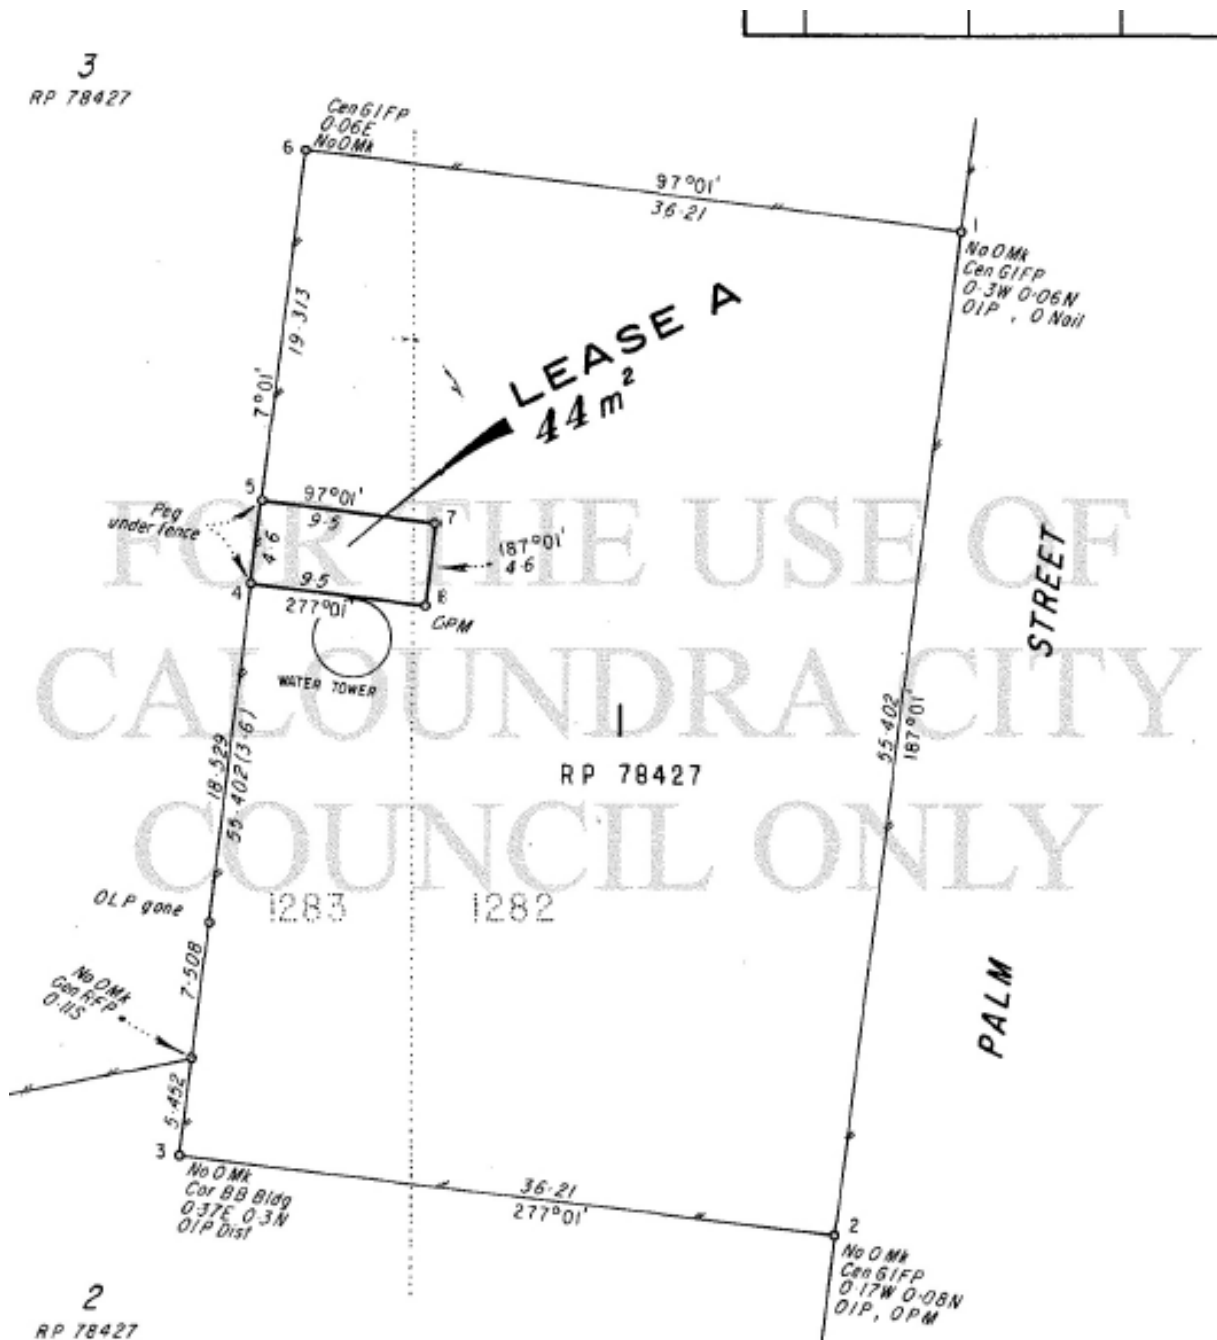 3
RP 78427
Cen GIFP
0·06E
No O Mk
6
97°01'
36·21
1
No O Mk
Cen GIFP
0·3W 0·06N
OIP , O Nail
19·313
7°01'
LEASE A
44 m²
5
97°01'
9·5
7
Peg
under fence
4·6
187°01'
4·6
9·5
4
277°01'
8
OPM
WATER TOWER
FOR THE USE OF
CALOUNDRA CITY
COUNCIL ONLY
STREET
PALM
55·402
187°01'
1
RP 78427
18·529
55·402(3·6)
OLP gone
1283
1282
7·508
No O Mk
Cen RFP
0·11S
5·452
3
No O Mk
Cor BB Bldg
0·37E 0·3N
OIP Dist
36·21
277°01'
2
No O Mk
Cen GIFP
0·17W 0·08N
OIP, OPM
2
RP 78427